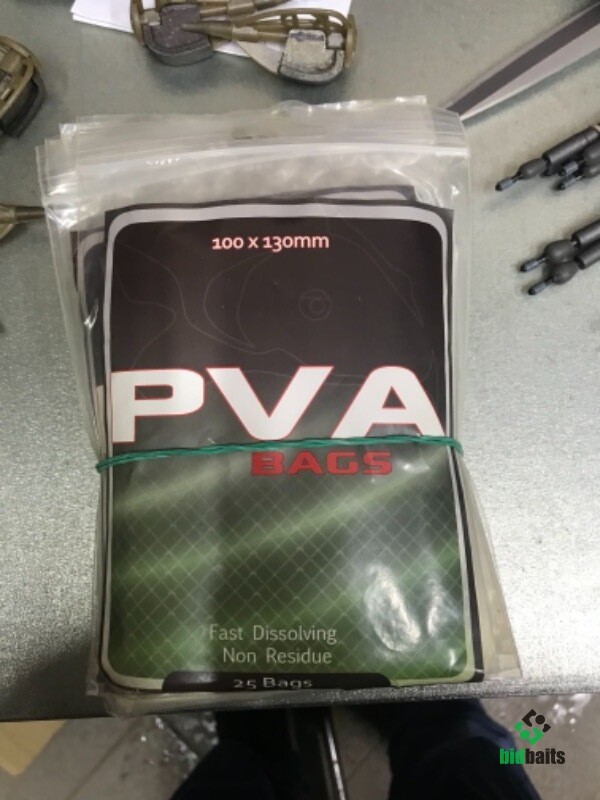 100 x 130mm
PVA
BAGS
Fast Dissolving
Non Residue
25 Bags
bidbaits